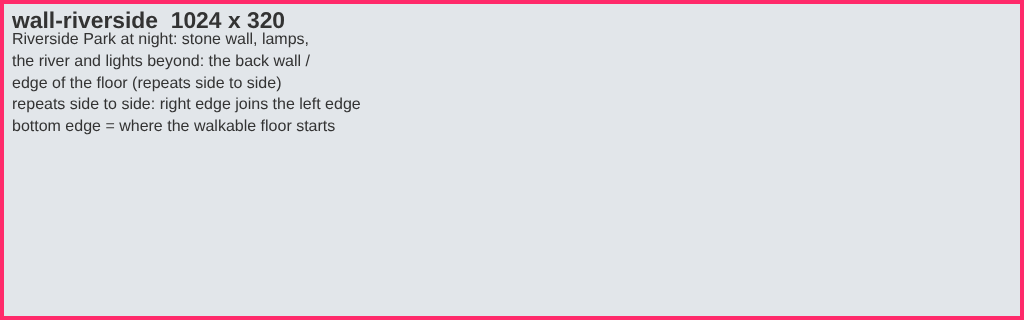 wall-riverside  1024 x 320
Riverside Park at night: stone wall, lamps,
the river and lights beyond: the back wall /
edge of the floor (repeats side to side)
repeats side to side: right edge joins the left edge
bottom edge = where the walkable floor starts